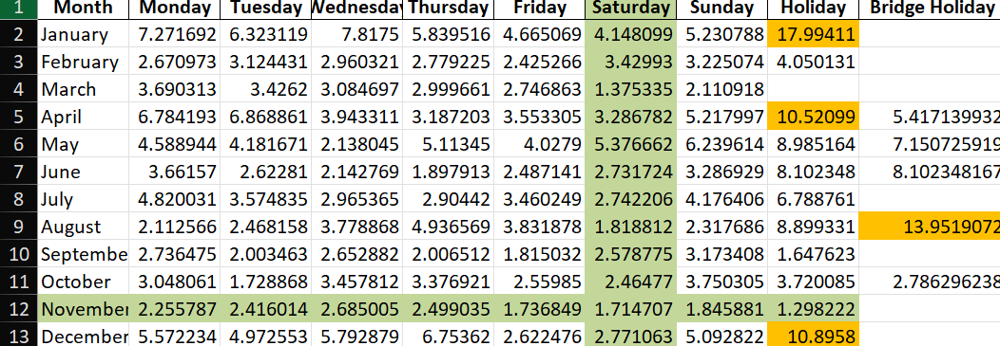 1 Month Monday Tuesday Wednesday Thursday Friday Saturday Sunday Holiday Bridge Holiday
2 January 7.271692 6.323119 7.8175 5.839516 4.665069 4.148099 5.230788 17.99411
3 February 2.670973 3.124431 2.960321 2.779225 2.425266 3.42993 3.225074 4.050131
4 March 3.690313 3.4262 3.084697 2.999661 2.746863 1.375335 2.110918
5 April 6.784193 6.868861 3.943311 3.187203 3.553305 3.286782 5.217997 10.52099 5.417139932
6 May 4.588944 4.181671 2.138045 5.11345 4.0279 5.376662 6.239614 8.985164 7.150725919
7 June 3.66157 2.62281 2.142769 1.897913 2.487141 2.731724 3.286929 8.102348 8.102348167
8 July 4.820031 3.574835 2.965365 2.90442 3.460249 2.742206 4.176406 6.788761
9 August 2.112566 2.468158 3.778868 4.936569 3.831878 1.818812 2.317686 8.899331 13.9519072
10 Septembe 2.736475 2.003463 2.652882 2.006512 1.815032 2.578775 3.173408 1.647623
11 October 3.048061 1.728868 3.457812 3.376921 2.55985 2.46477 3.750305 3.720085 2.786296238
12 November 2.255787 2.416014 2.685005 2.499035 1.736849 1.714707 1.845881 1.298222
13 December 5.572234 4.972553 5.792879 6.75362 2.622476 2.771063 5.092822 10.8958